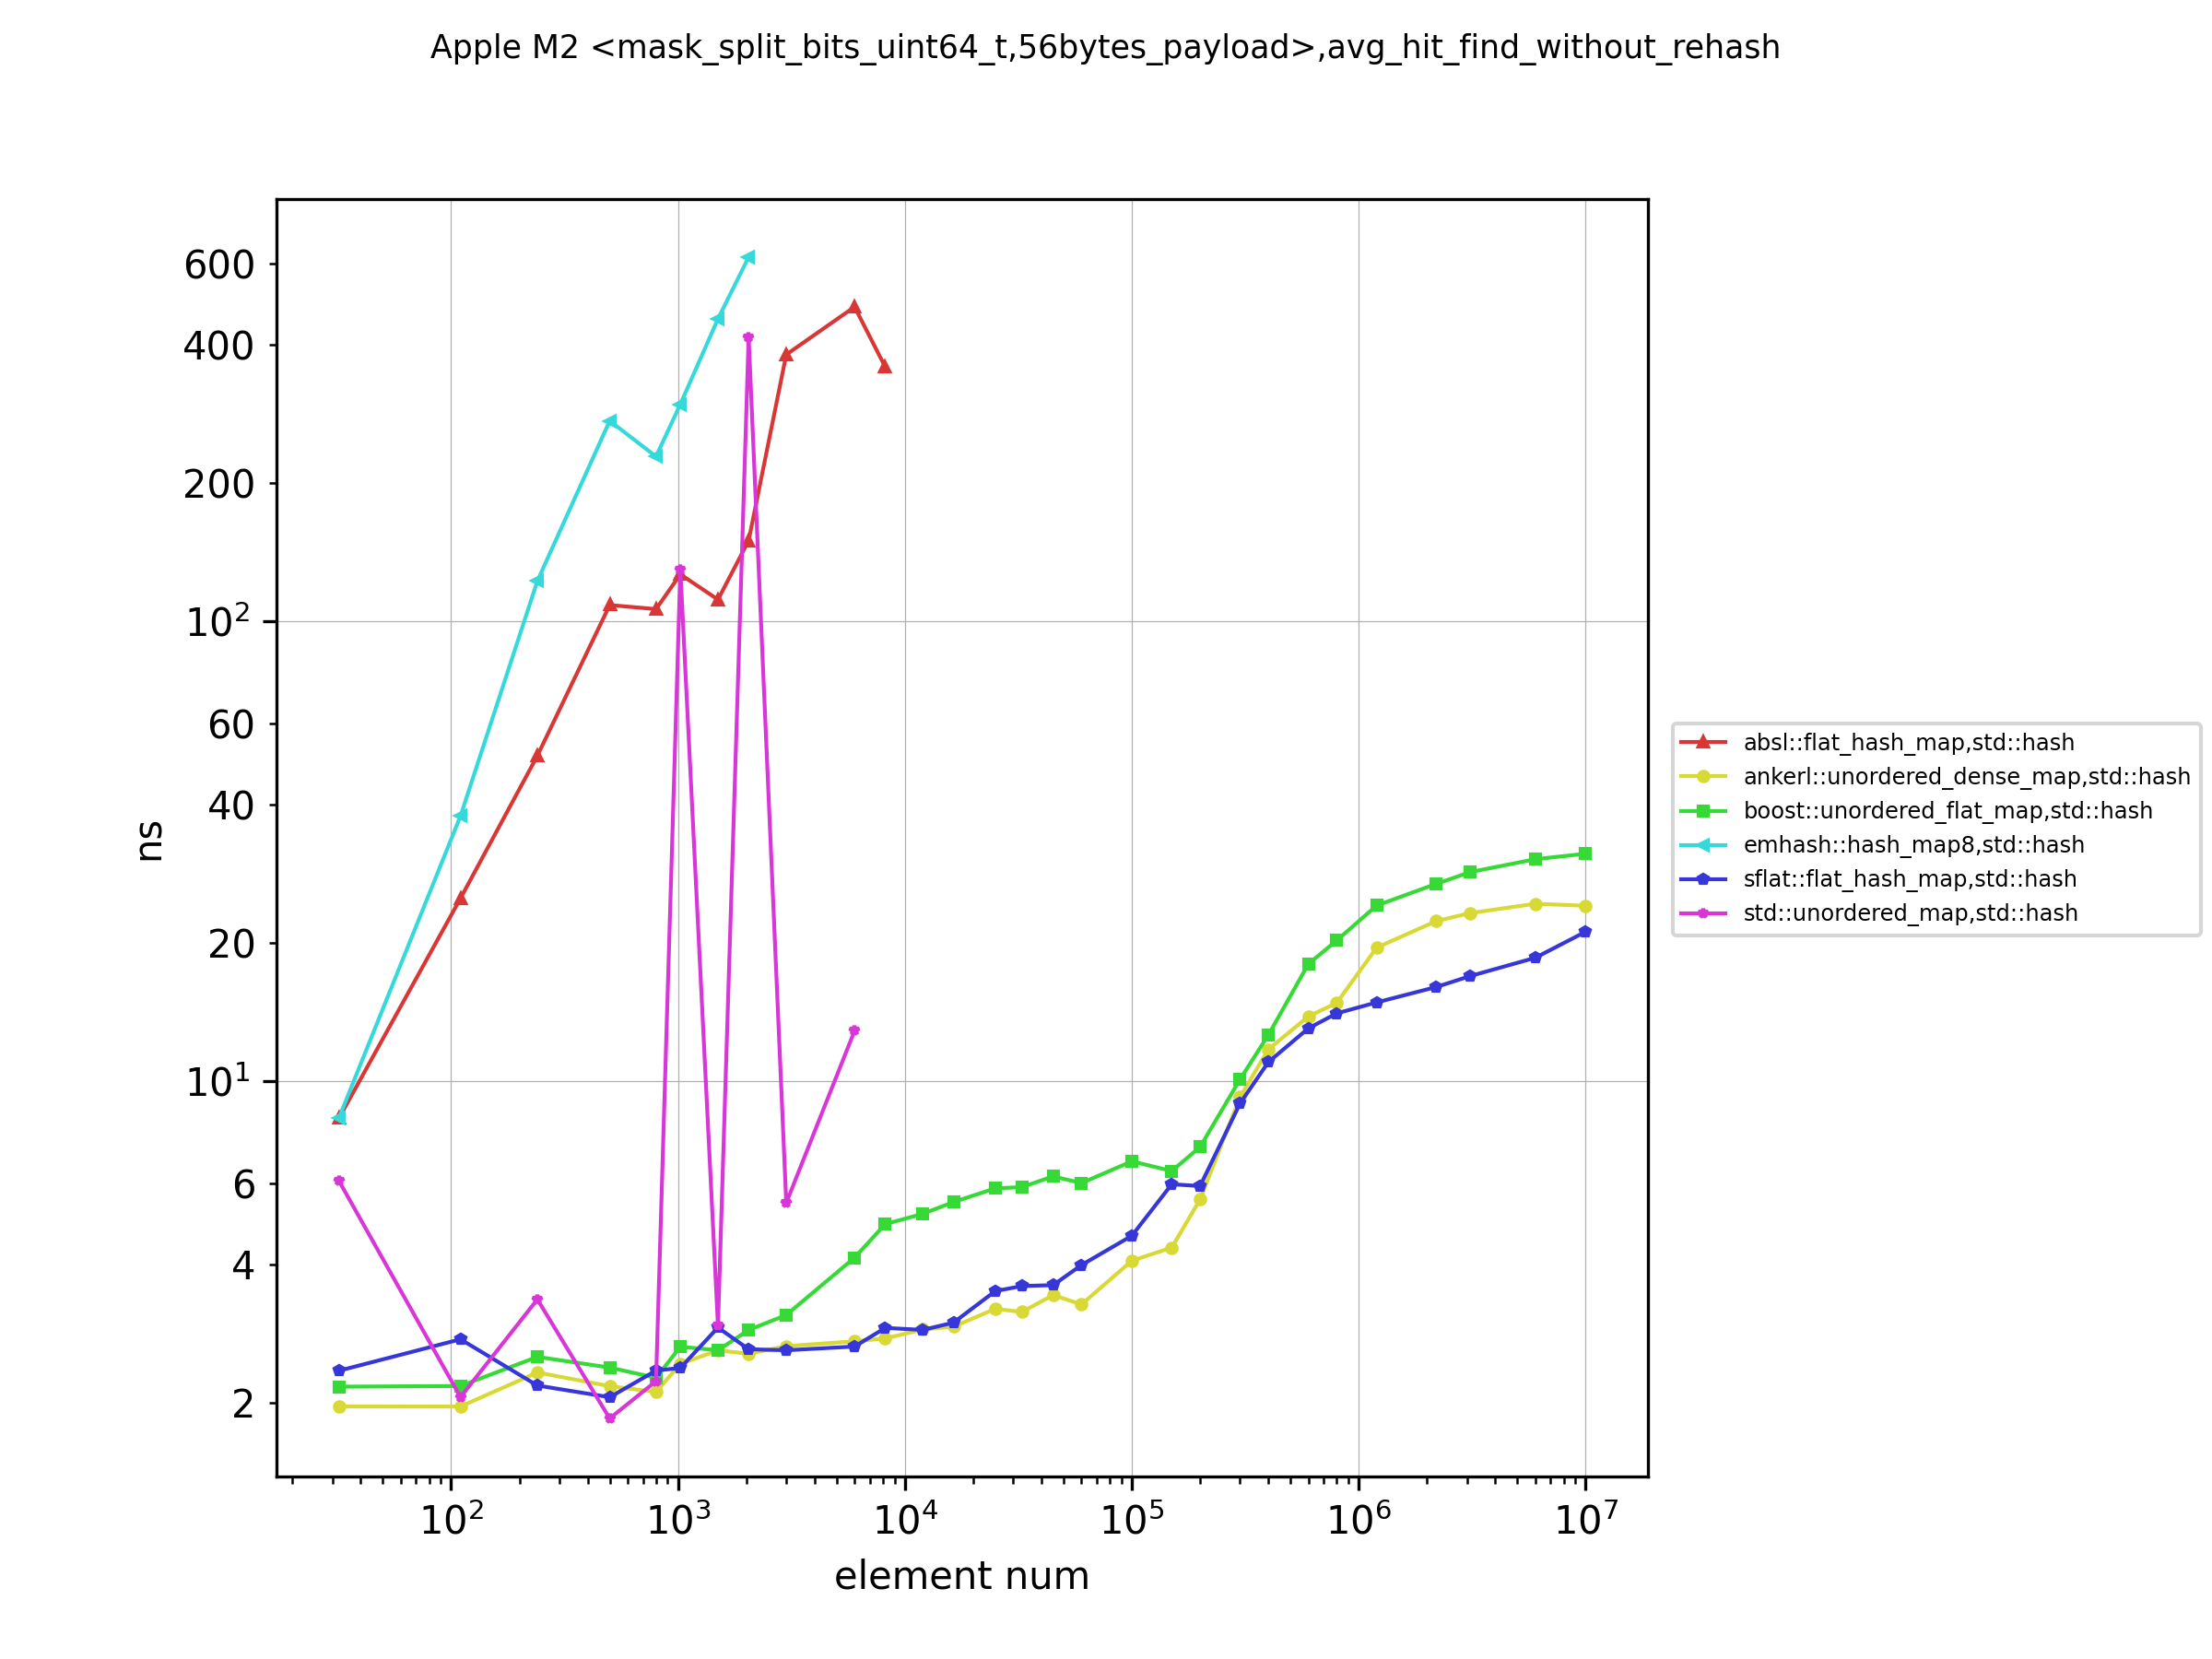 Apple M2 <mask_split_bits_uint64_t,56bytes_payload>,avg_hit_find_without_rehash
600
400
200
10²
60
40
20
10¹
6
4
2
ns
10² 10³ 10⁴ 10⁵ 10⁶ 10⁷
element num
absl::flat_hash_map,std::hash
ankerl::unordered_dense_map,std::hash
boost::unordered_flat_map,std::hash
emhash::hash_map8,std::hash
sflat::flat_hash_map,std::hash
std::unordered_map,std::hash